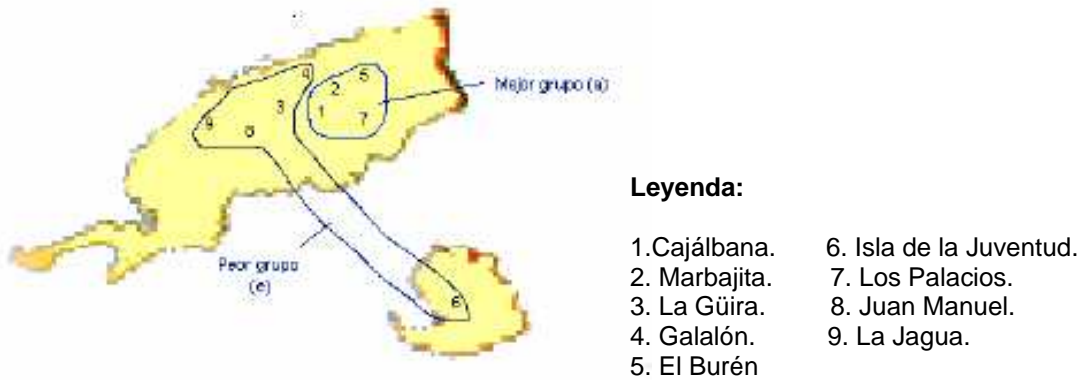 4
5
Mejor grupo (a)
2
3
1
7
9
8
Leyenda:
1.Cajálbana. 6. Isla de la Juventud.
2. Marbajita. 7. Los Palacios.
Peor grupo
(e)
3. La Güira. 8. Juan Manuel.
6
4. Galalón. 9. La Jagua.
5. El Burén